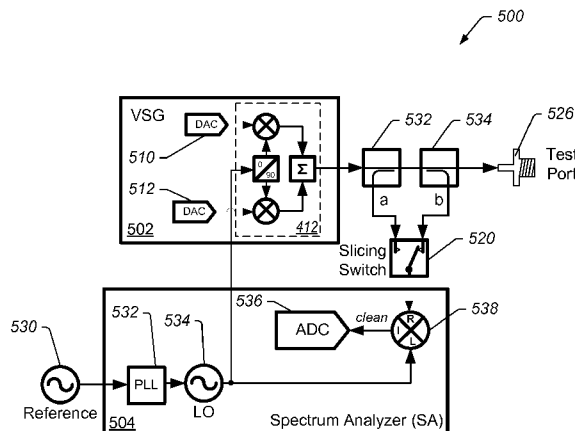 500
VSG
DAC
510
DAC
512
0
90
Σ
412
502
532
534
526
Test
Port
a
b
Slicing
Switch
520
530
532
534
536
ADC
clean
R
I
L
538
PLL
Reference
LO
504
Spectrum Analyzer (SA)